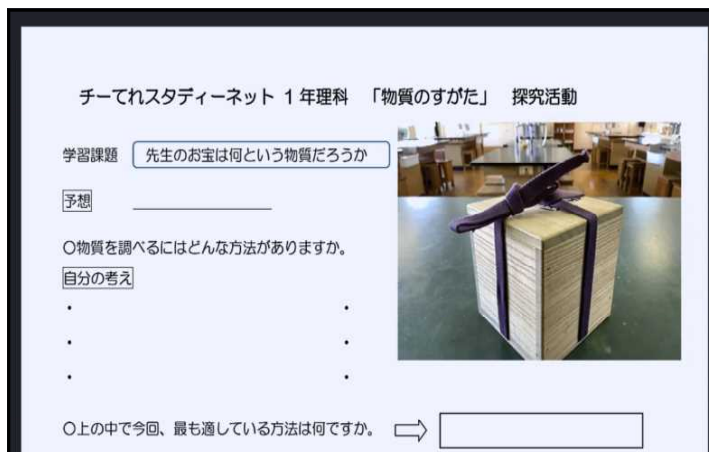 チーてれスタディーネット 1年理科 「物質のすがた」 探究活動
学習課題 先生のお宝は何という物質だろうか
予想
○物質を調べるにはどんな方法がありますか。
自分の考え
・ ・
・ ・
・ ・
○上の中で今回、最も適している方法は何ですか。 ⇨